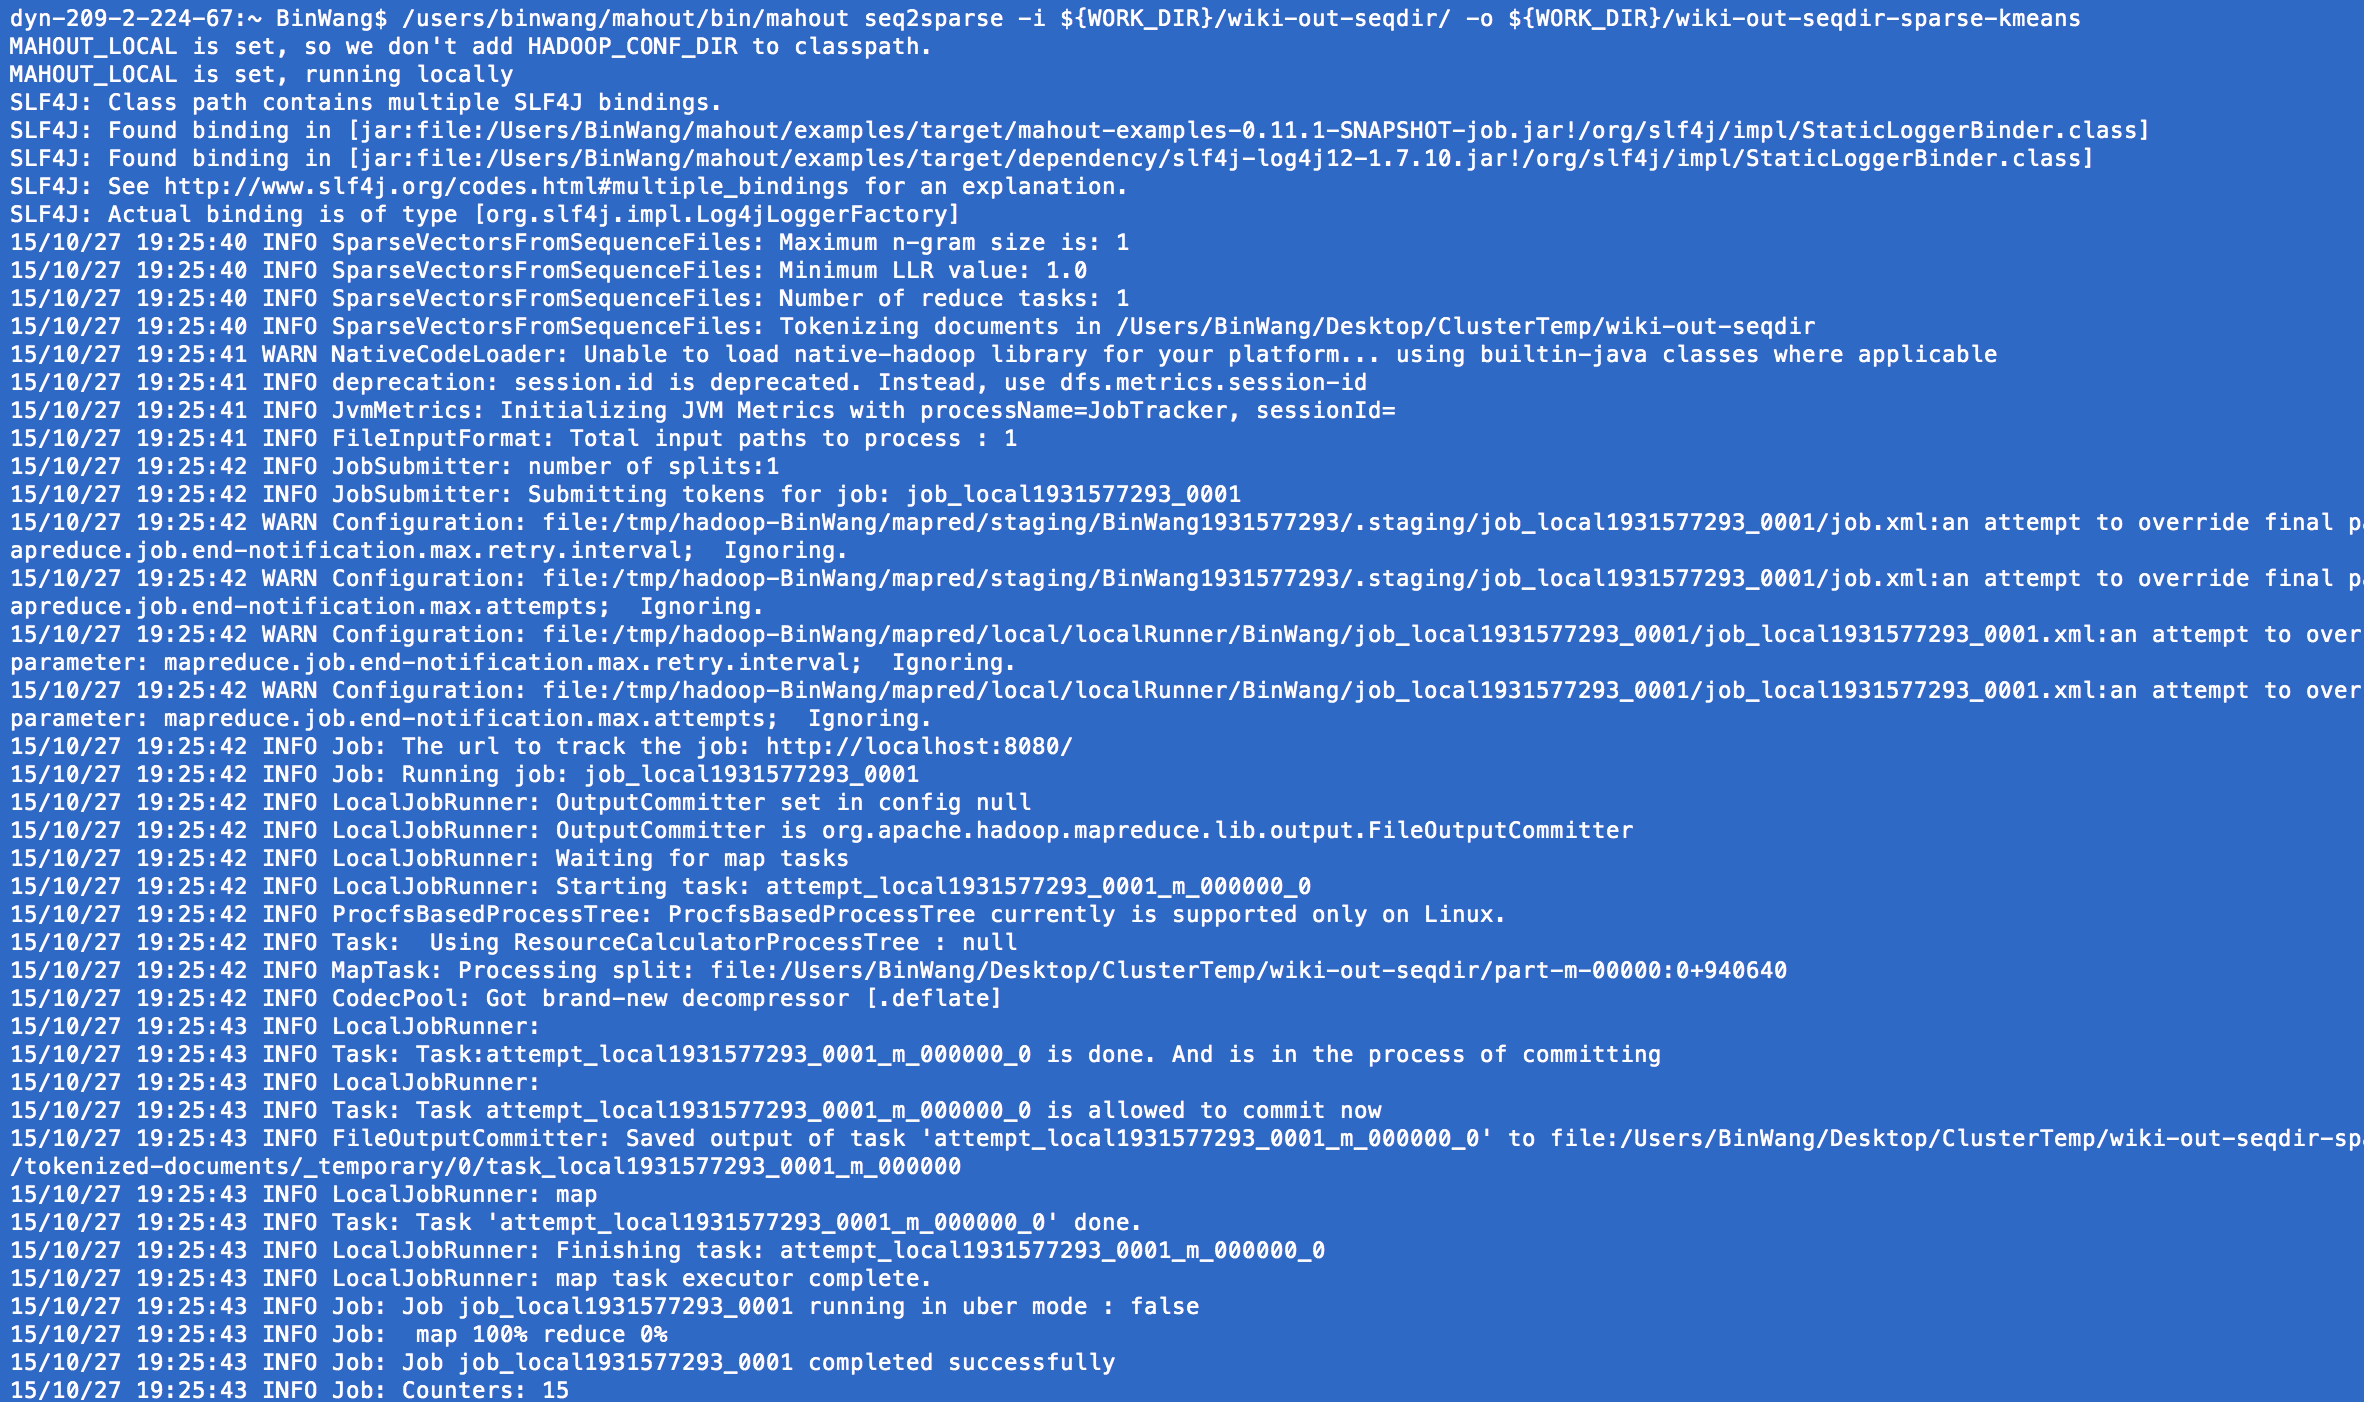 dyn-209-2-224-67:~ BinWang$ /users/binwang/mahout/bin/mahout seq2sparse -i ${WORK_DIR}/wiki-out-seqdir/ -o ${WORK_DIR}/wiki-out-seqdir-sparse-kmeans
MAHOUT_LOCAL is set, so we don't add HADOOP_CONF_DIR to classpath.
MAHOUT_LOCAL is set, running locally
SLF4J: Class path contains multiple SLF4J bindings.
SLF4J: Found binding in [jar:file:/Users/BinWang/mahout/examples/target/mahout-examples-0.11.1-SNAPSHOT-job.jar!/org/slf4j/impl/StaticLoggerBinder.class]
SLF4J: Found binding in [jar:file:/Users/BinWang/mahout/examples/target/dependency/slf4j-log4j12-1.7.10.jar!/org/slf4j/impl/StaticLoggerBinder.class]
SLF4J: See http://www.slf4j.org/codes.html#multiple_bindings for an explanation.
SLF4J: Actual binding is of type [org.slf4j.impl.Log4jLoggerFactory]
15/10/27 19:25:40 INFO SparseVectorsFromSequenceFiles: Maximum n-gram size is: 1
15/10/27 19:25:40 INFO SparseVectorsFromSequenceFiles: Minimum LLR value: 1.0
15/10/27 19:25:40 INFO SparseVectorsFromSequenceFiles: Number of reduce tasks: 1
15/10/27 19:25:40 INFO SparseVectorsFromSequenceFiles: Tokenizing documents in /Users/BinWang/Desktop/ClusterTemp/wiki-out-seqdir
15/10/27 19:25:41 WARN NativeCodeLoader: Unable to load native-hadoop library for your platform... using builtin-java classes where applicable
15/10/27 19:25:41 INFO deprecation: session.id is deprecated. Instead, use dfs.metrics.session-id
15/10/27 19:25:41 INFO JvmMetrics: Initializing JVM Metrics with processName=JobTracker, sessionId=
15/10/27 19:25:41 INFO FileInputFormat: Total input paths to process : 1
15/10/27 19:25:42 INFO JobSubmitter: number of splits:1
15/10/27 19:25:42 INFO JobSubmitter: Submitting tokens for job: job_local1931577293_0001
15/10/27 19:25:42 WARN Configuration: file:/tmp/hadoop-BinWang/mapred/staging/BinWang1931577293/.staging/job_local1931577293_0001/job.xml:an attempt to override final pa
apreduce.job.end-notification.max.retry.interval;  Ignoring.
15/10/27 19:25:42 WARN Configuration: file:/tmp/hadoop-BinWang/mapred/staging/BinWang1931577293/.staging/job_local1931577293_0001/job.xml:an attempt to override final pa
apreduce.job.end-notification.max.attempts;  Ignoring.
15/10/27 19:25:42 WARN Configuration: file:/tmp/hadoop-BinWang/mapred/local/localRunner/BinWang/job_local1931577293_0001/job_local1931577293_0001.xml:an attempt to over
parameter: mapreduce.job.end-notification.max.retry.interval;  Ignoring.
15/10/27 19:25:42 WARN Configuration: file:/tmp/hadoop-BinWang/mapred/local/localRunner/BinWang/job_local1931577293_0001/job_local1931577293_0001.xml:an attempt to over
parameter: mapreduce.job.end-notification.max.attempts;  Ignoring.
15/10/27 19:25:42 INFO Job: The url to track the job: http://localhost:8080/
15/10/27 19:25:42 INFO Job: Running job: job_local1931577293_0001
15/10/27 19:25:42 INFO LocalJobRunner: OutputCommitter set in config null
15/10/27 19:25:42 INFO LocalJobRunner: OutputCommitter is org.apache.hadoop.mapreduce.lib.output.FileOutputCommitter
15/10/27 19:25:42 INFO LocalJobRunner: Waiting for map tasks
15/10/27 19:25:42 INFO LocalJobRunner: Starting task: attempt_local1931577293_0001_m_000000_0
15/10/27 19:25:42 INFO ProcfsBasedProcessTree: ProcfsBasedProcessTree currently is supported only on Linux.
15/10/27 19:25:42 INFO Task:  Using ResourceCalculatorProcessTree : null
15/10/27 19:25:42 INFO MapTask: Processing split: file:/Users/BinWang/Desktop/ClusterTemp/wiki-out-seqdir/part-m-00000:0+940640
15/10/27 19:25:42 INFO CodecPool: Got brand-new decompressor [.deflate]
15/10/27 19:25:43 INFO LocalJobRunner:
15/10/27 19:25:43 INFO Task: Task:attempt_local1931577293_0001_m_000000_0 is done. And is in the process of committing
15/10/27 19:25:43 INFO LocalJobRunner:
15/10/27 19:25:43 INFO Task: Task attempt_local1931577293_0001_m_000000_0 is allowed to commit now
15/10/27 19:25:43 INFO FileOutputCommitter: Saved output of task 'attempt_local1931577293_0001_m_000000_0' to file:/Users/BinWang/Desktop/ClusterTemp/wiki-out-seqdir-spa
/tokenized-documents/_temporary/0/task_local1931577293_0001_m_000000
15/10/27 19:25:43 INFO LocalJobRunner: map
15/10/27 19:25:43 INFO Task: Task 'attempt_local1931577293_0001_m_000000_0' done.
15/10/27 19:25:43 INFO LocalJobRunner: Finishing task: attempt_local1931577293_0001_m_000000_0
15/10/27 19:25:43 INFO LocalJobRunner: map task executor complete.
15/10/27 19:25:43 INFO Job: Job job_local1931577293_0001 running in uber mode : false
15/10/27 19:25:43 INFO Job:  map 100% reduce 0%
15/10/27 19:25:43 INFO Job: Job job_local1931577293_0001 completed successfully
15/10/27 19:25:43 INFO Job: Counters: 15